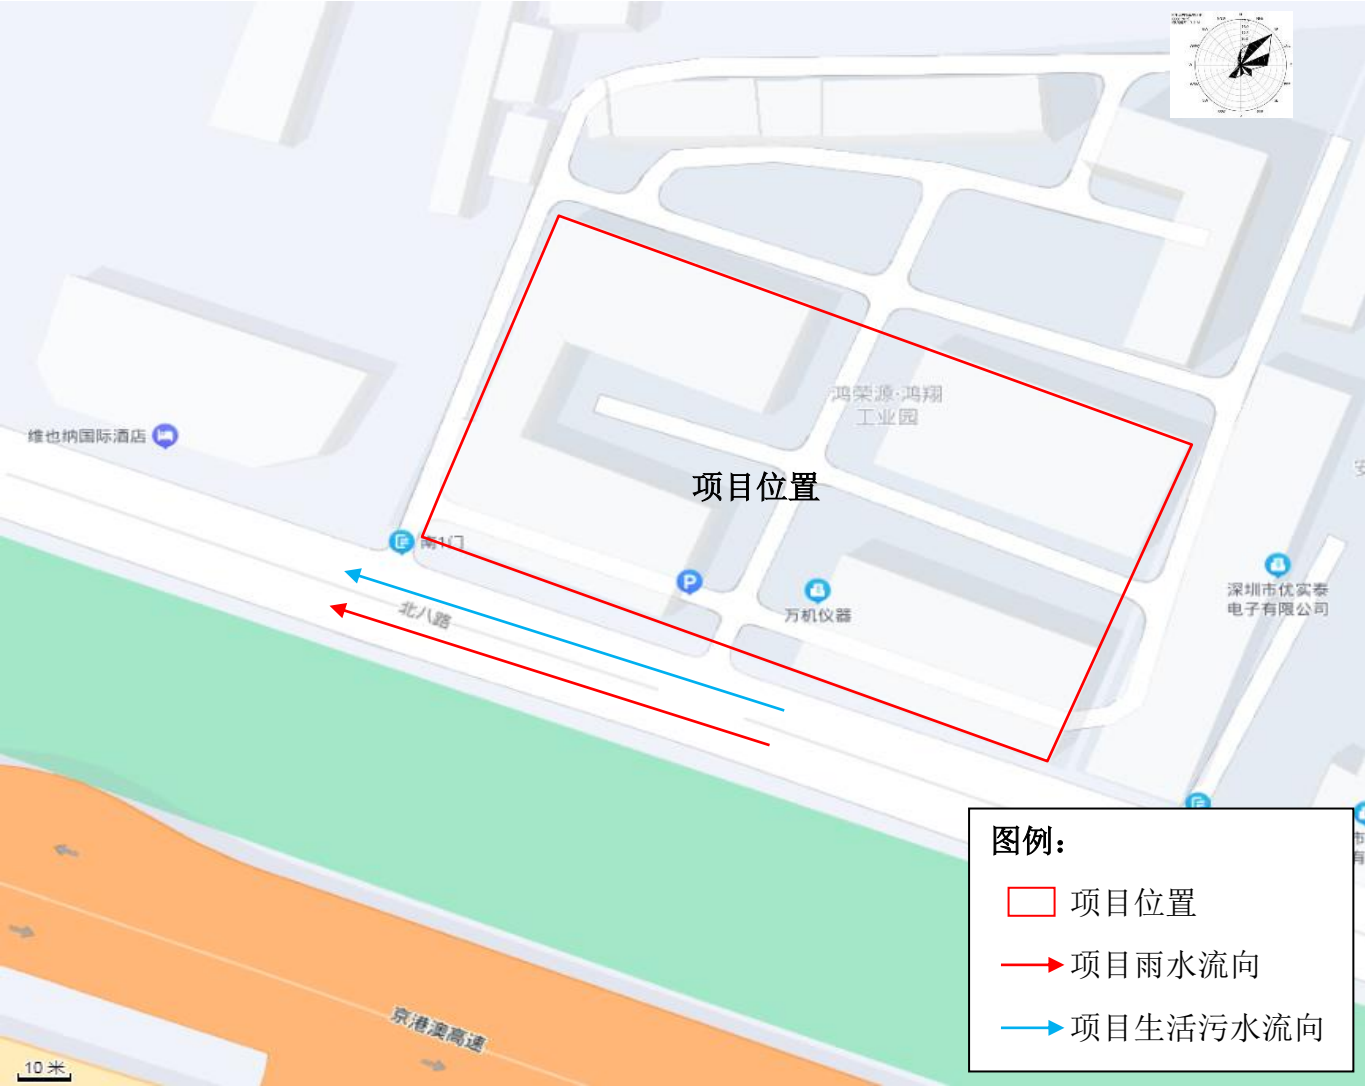 鸿荣源·鸿翔
工业园
维也纳国际酒店
项目位置
南1门
P
万机仪器
深圳市优实泰
电子有限公司
北八路
京港澳高速
10 米
图例：
项目位置
项目雨水流向
项目生活污水流向